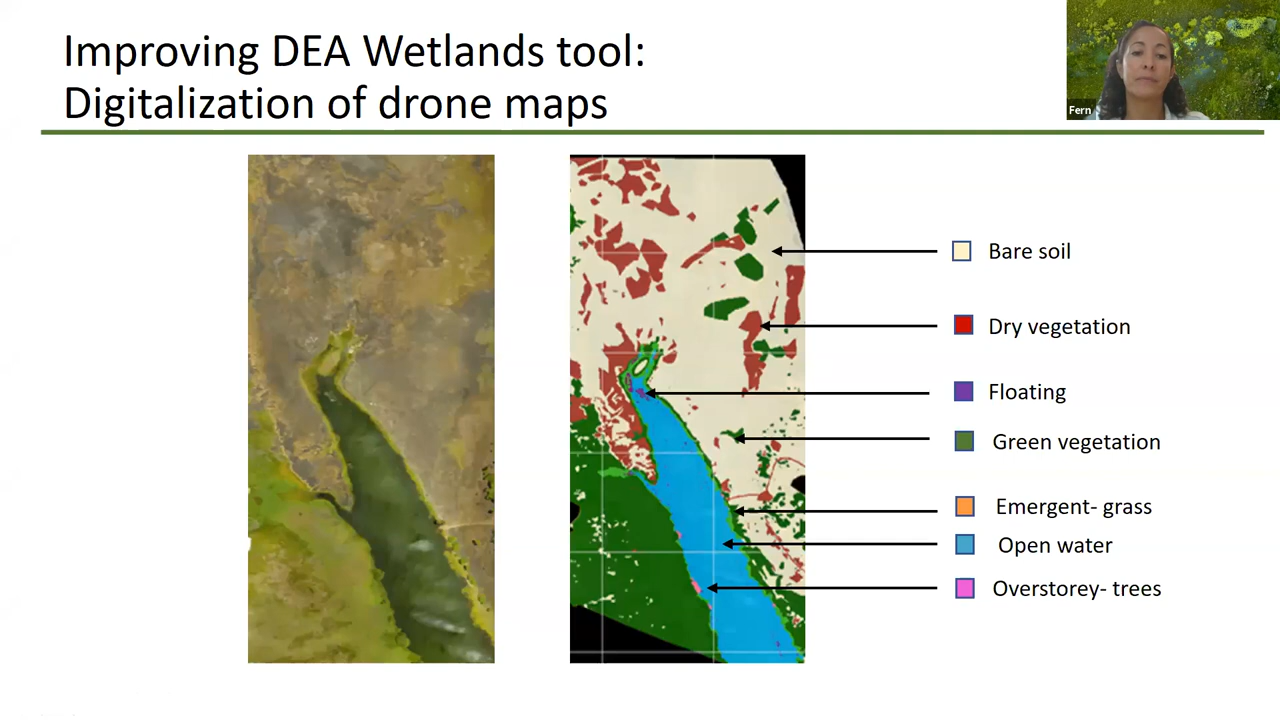 Improving DEA Wetlands tool:
Digitalization of drone maps
Fern
Bare soil
Dry vegetation
Floating
Green vegetation
Emergent- grass
Open water
Overstorey- trees